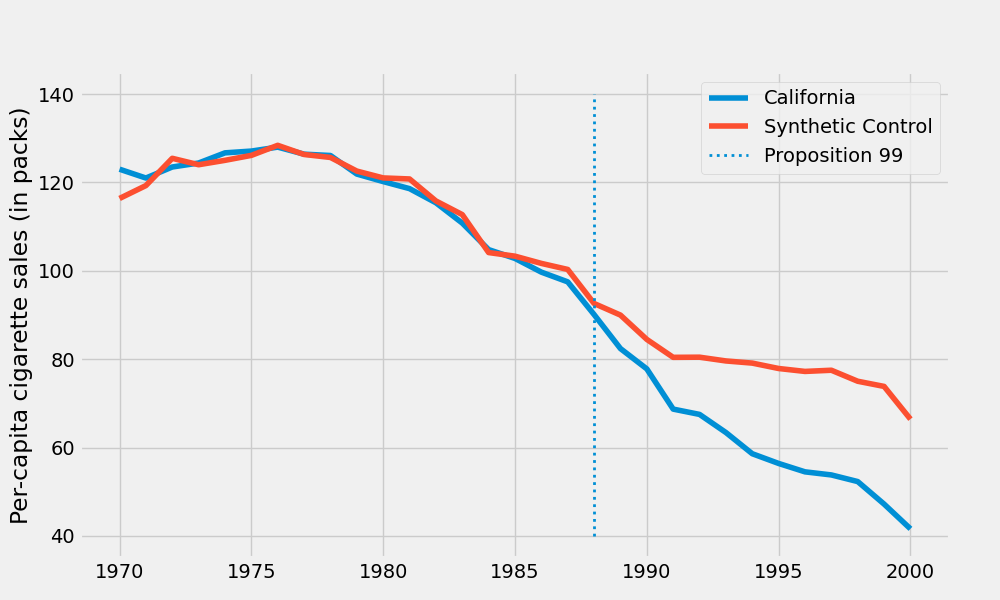 Per-capita cigarette sales (in packs)
140
120
100
80
60
40
1970 1975 1980 1985 1990 1995 2000
California
Synthetic Control
Proposition 99